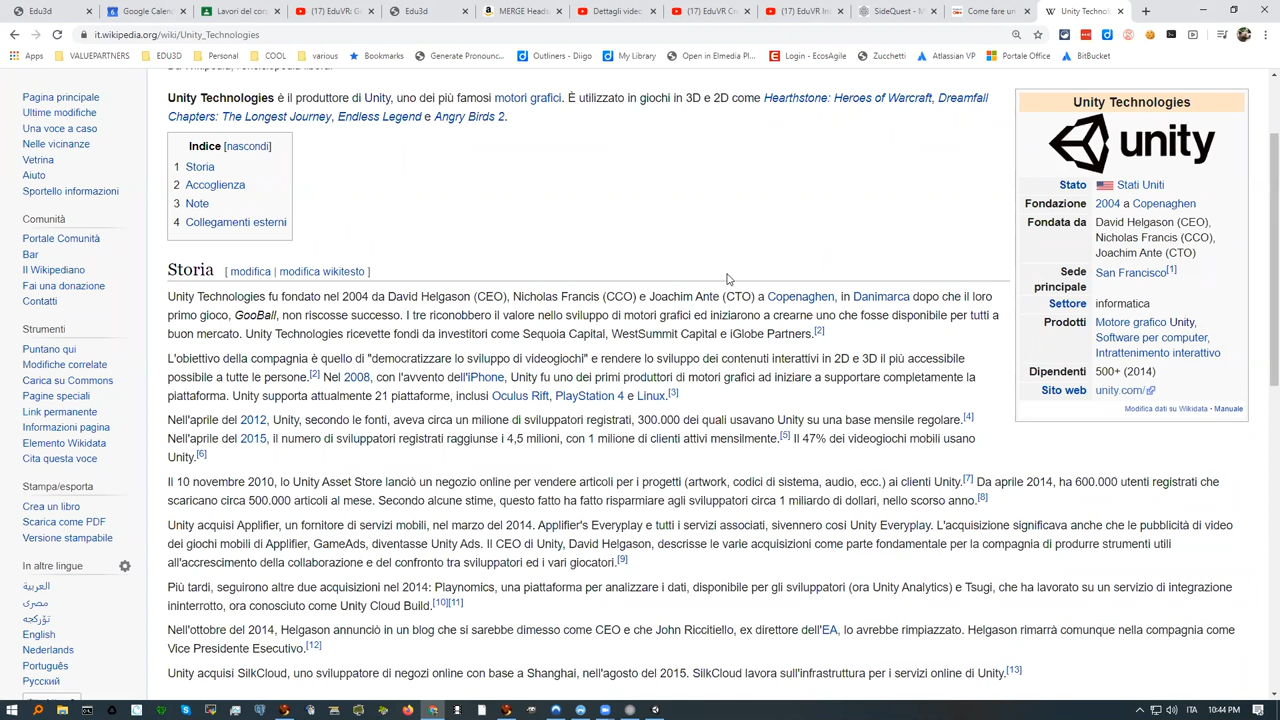 Edu3d
Google Calen
Lavori del co
(17) EduVR: G
Edu3d
MERGE Heads
Dettagli video
(17) EduVR C
(17) EduVR In
SideQuest - M
Come fare un
Unity Technol
it.wikipedia.org/wiki/Unity_Technologies
Apps VALUEPARTNERS EDU3D COOL various Bookmarks Generate Pronounc... Outliners - Diigo My Library Open in Elmedia Pl... Login - EcosAgile Zucchetti Atlassian VP Portale Office BitBucket
Pagina principale
Ultime modifiche
Una voce a caso
Nelle vicinanze
Vetrina
Aiuto
Sportello informazioni
Comunità
Portale Comunità
Bar
Il Wikipediano
Fai una donazione
Contatti
Strumenti
Puntano qui
Modifiche correlate
Carica su Commons
Pagine speciali
Link permanente
Informazioni pagina
Elemento Wikidata
Cita questa voce
Stampa/esporta
Crea un libro
Scarica come PDF
Versione stampabile
In altre lingue
العربية
مصرى
تۆرکجه
English
Nederlands
Português
Русский
Unity Technologies è il produttore di Unity, uno dei più famosi motori grafici. È utilizzato in giochi in 3D e 2D come Hearthstone: Heroes of Warcraft, Dreamfall
Chapters: The Longest Journey, Endless Legend e Angry Birds 2.
Indice [nascondi]
1 Storia
2 Accoglienza
3 Note
4 Collegamenti esterni
Storia [ modifica | modifica wikitesto ]
Unity Technologies fu fondato nel 2004 da David Helgason (CEO), Nicholas Francis (CCO) e Joachim Ante (CTO) a Copenaghen, in Danimarca dopo che il loro
primo gioco, GooBall, non riscosse successo. I tre riconobbero il valore nello sviluppo di motori grafici ed iniziarono a crearne uno che fosse disponibile per tutti a
buon mercato. Unity Technologies ricevette fondi da investitori come Sequoia Capital, WestSummit Capital e iGlobe Partners.[2]
L'obiettivo della compagnia è quello di "democratizzare lo sviluppo di videogiochi" e rendere lo sviluppo dei contenuti interattivi in 2D e 3D il più accessibile
possibile a tutte le persone.[2] Nel 2008, con l'avvento dell'iPhone, Unity fu uno dei primi produttori di motori grafici ad iniziare a supportare completamente la
piattaforma. Unity supporta attualmente 21 piattaforme, inclusi Oculus Rift, PlayStation 4 e Linux.[3]
Nell'aprile del 2012, Unity, secondo le fonti, aveva circa un milione di sviluppatori registrati, 300.000 dei quali usavano Unity su una base mensile regolare.[4]
Nell'aprile del 2015, il numero di sviluppatori registrati raggiunse i 4,5 milioni, con 1 milione di clienti attivi mensilmente.[5] Il 47% dei videogiochi mobili usano
Unity.[6]
Il 10 novembre 2010, lo Unity Asset Store lanciò un negozio online per vendere articoli per i progetti (artwork, codici di sistema, audio, ecc.) ai clienti Unity.[7] Da aprile 2014, ha 600.000 utenti registrati che
scaricano circa 500.000 articoli al mese. Secondo alcune stime, questo fatto ha fatto risparmiare agli sviluppatori circa 1 miliardo di dollari, nello scorso anno.[8]
Unity acquisì Applifier, un fornitore di servizi mobili, nel marzo del 2014. Applifier's Everyplay e tutti i servizi associati, sivennero così Unity Everyplay. L'acquisizione significava anche che le pubblicità di video
dei giochi mobili di Applifier, GameAds, diventasse Unity Ads. Il CEO di Unity, David Helgason, descrisse le varie acquisizioni come parte fondamentale per la compagnia di produrre strumenti utili
all'accrescimento della collaborazione e del confronto tra sviluppatori ed i vari giocatori.[9]
Più tardi, seguirono altre due acquisizioni nel 2014: Playnomics, una piattaforma per analizzare i dati, disponibile per gli sviluppatori (ora Unity Analytics) e Tsugi, che ha lavorato su un servizio di integrazione
ininterrotto, ora conosciuto come Unity Cloud Build.[10][11]
Nell'ottobre del 2014, Helgason annunciò in un blog che si sarebbe dimesso come CEO e che John Riccitiello, ex direttore dell'EA, lo avrebbe rimpiazzato. Helgason rimarrà comunque nella compagnia come
Vice Presidente Esecutivo.[12]
Unity acquisì SilkCloud, uno sviluppatore di negozi online con base a Shanghai, nell'agosto del 2015. SilkCloud lavora sull'infrastruttura per i servizi online di Unity.[13]
Unity Technologies
unity
Stato Stati Uniti
Fondazione 2004 a Copenaghen
Fondata da David Helgason (CEO),
Nicholas Francis (CCO),
Joachim Ante (CTO)
Sede principale San Francisco[1]
Settore informatica
Prodotti Motore grafico Unity,
Software per computer,
Intrattenimento interattivo
Dipendenti 500+ (2014)
Sito web unity.com/
Modifica dati su Wikidata · Manuale
ITA 10:44 PM